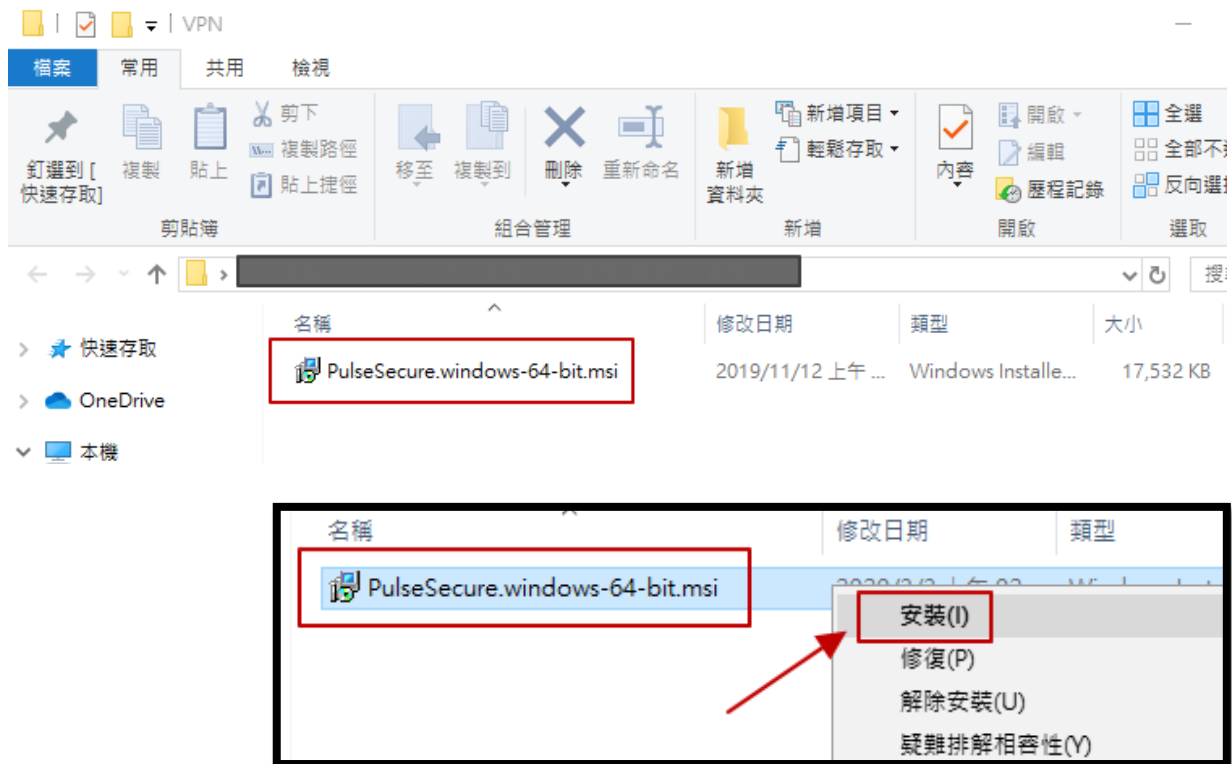 VPN
檔案 常用 共用 檢視
釘選到 [
快速存取]
複製
貼上
剪下
複製路徑
貼上捷徑
移至
複製到
刪除
重新命名
新增
資料夾
新增項目
輕鬆存取
內容
開啟
編輯
歷程記錄
全選
全部不
反向選
剪貼簿 組合管理 新增 開啟 選取
名稱 修改日期 類型 大小
快速存取
PulseSecure.windows-64-bit.msi 2019/11/12 上午 ... Windows Installe... 17,532 KB
OneDrive
本機
名稱 修改日期 類型
PulseSecure.windows-64-bit.msi
安裝(I)
修復(P)
解除安裝(U)
疑難排解相容性(Y)